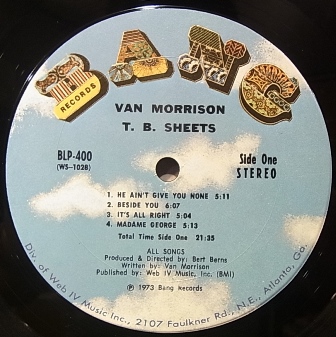 BANG
RECORDS
VAN MORRISON
T. B. SHEETS
BLP-400
(WS-1028)
Side One
STEREO
1. HE AIN'T GIVE YOU NONE 5:11
2. BESIDE YOU 6:07
3. IT'S ALL RIGHT 5:04
4. MADAME GEORGE 5:13
Total Time Side One 21:35
ALL SONGS
Produced & Directed by: Bert Berns
Written by: Van Morrison
Published by: Web IV Music, Inc. (BMI)
Ⓟ 1973 Bang Records
Div. of Web IV Music Inc., 2107 Faulkner Rd., N.E., Atlanta, Ga.